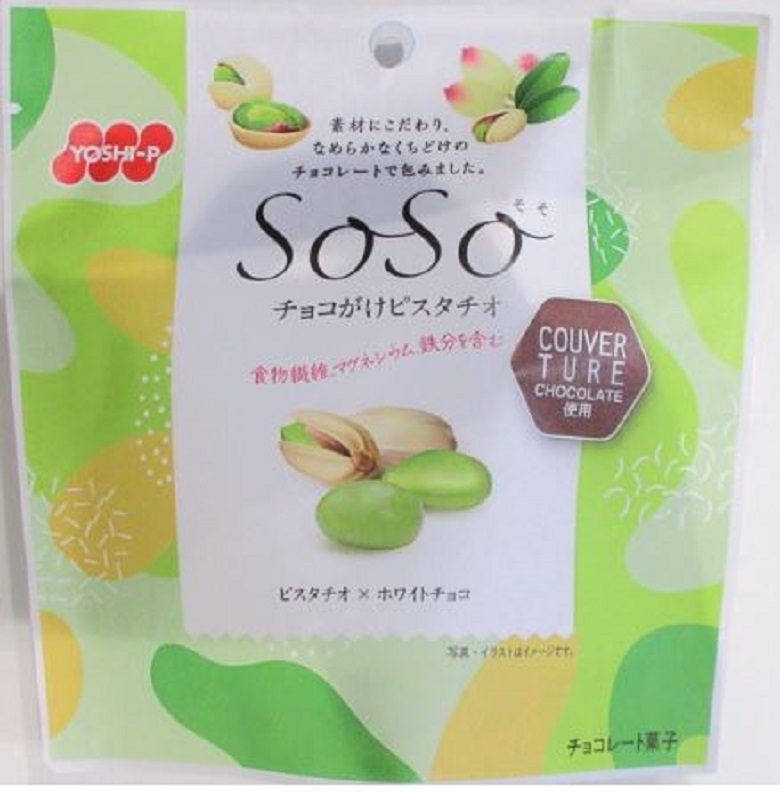 YOSHI-P
素材にこだわり、
なめらかなくちどけの
チョコレートで包みました。
SoSo
そそ
チョコがけピスタチオ
食物繊維、マグネシウム、鉄分を含む
COUVER
TURE
CHOCOLATE
使用
ピスタチオ × ホワイトチョコ
写真・イラストはイメージです。
チョコレート菓子